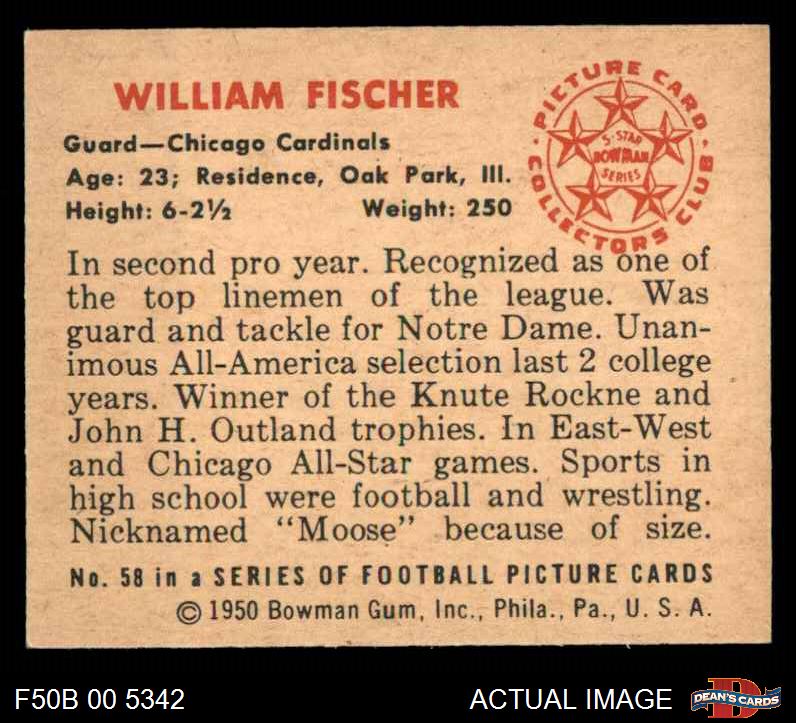 WILLIAM FISCHER
Guard—Chicago Cardinals
Age: 23; Residence, Oak Park, Ill.
Height: 6-2½ Weight: 250
PICTURE CARD
COLLECTORS CLUB
5-STAR
BOWMAN
SERIES
In second pro year. Recognized as one of
the top linemen of the league. Was
guard and tackle for Notre Dame. Unan-
imous All-America selection last 2 college
years. Winner of the Knute Rockne and
John H. Outland trophies. In East-West
and Chicago All-Star games. Sports in
high school were football and wrestling.
Nicknamed "Moose" because of size.
No. 58 in a SERIES OF FOOTBALL PICTURE CARDS
© 1950 Bowman Gum, Inc., Phila., Pa., U. S. A.
F50B 00 5342
ACTUAL IMAGE
D
DEAN'S CARDS